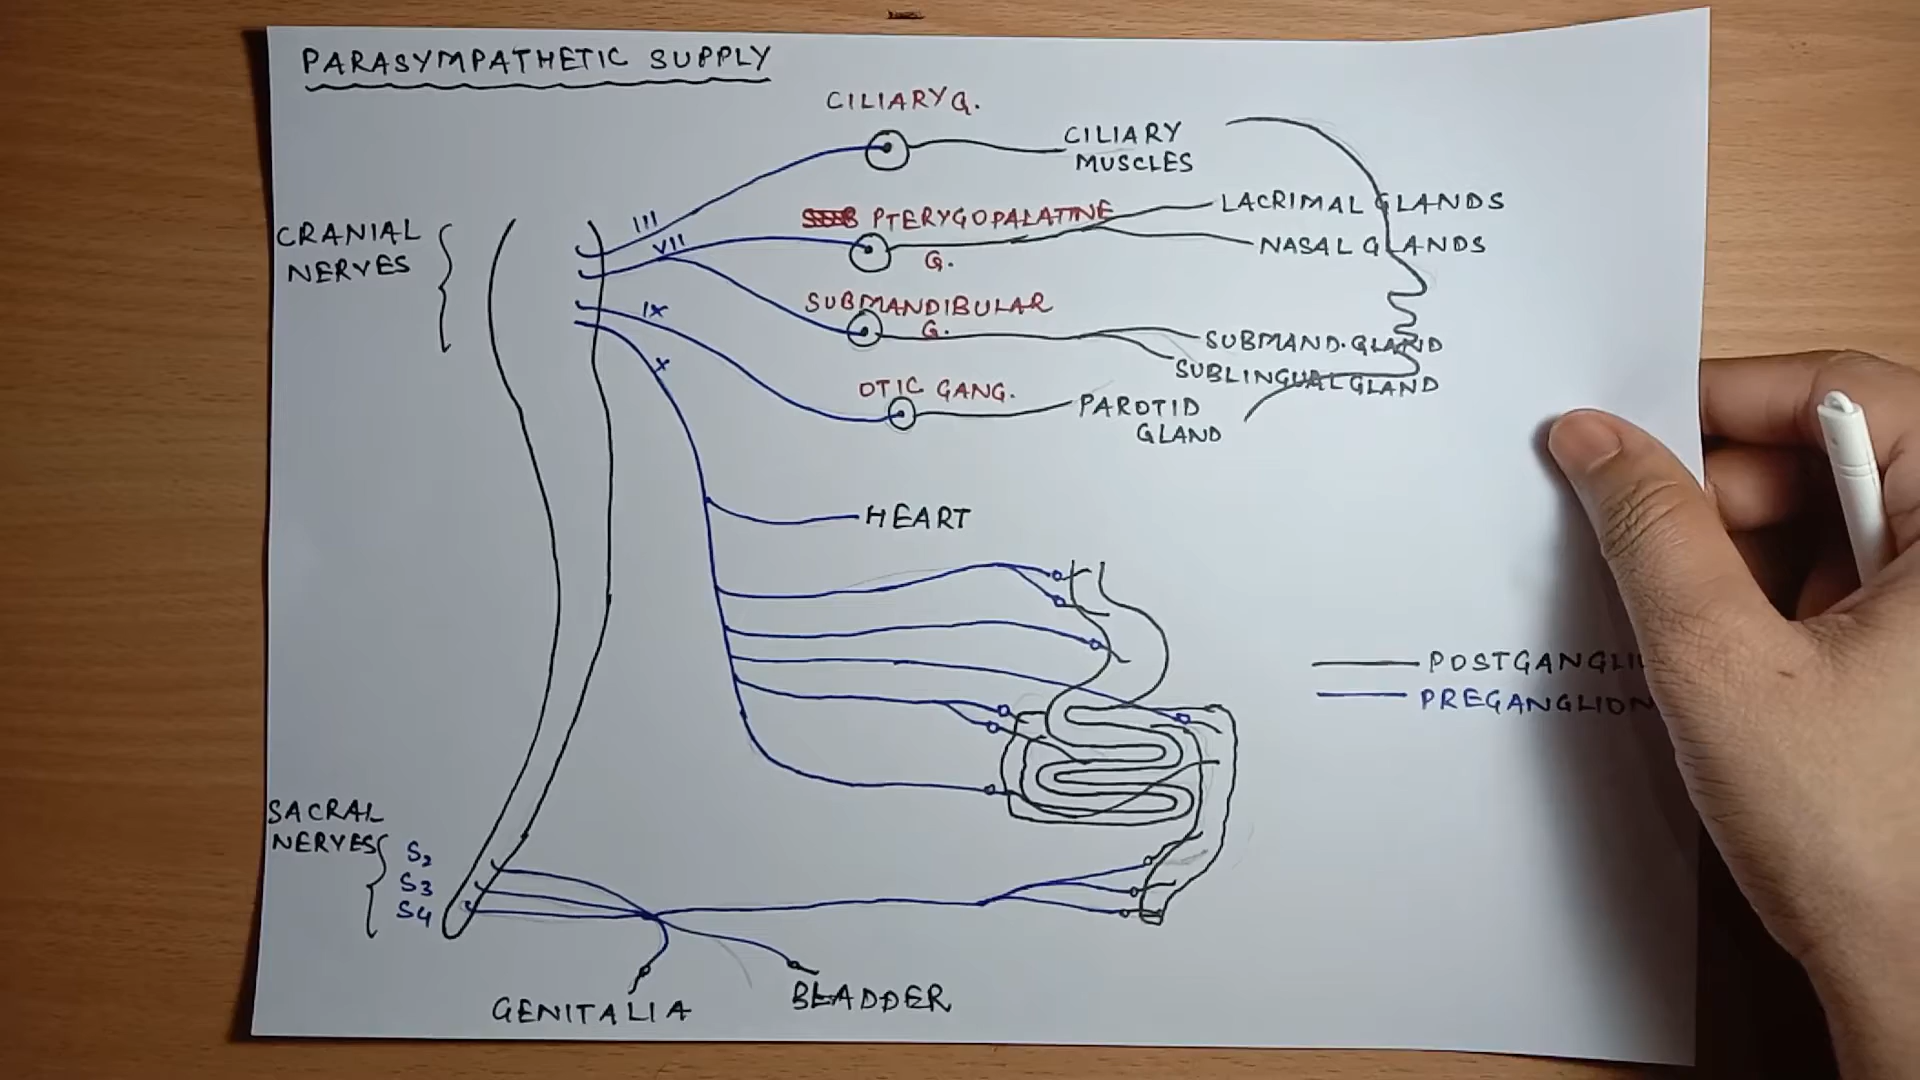 PARASYMPATHETIC SUPPLY
CILIARY G.
CILIARY
MUSCLES
CRANIAL
NERVES
III
VII
IX
X
PTERYGOPALATINE
G.
LACRIMAL GLANDS
NASAL GLANDS
SUBMANDIBULAR
G.
SUBMAND. GLAND
SUBLINGUAL GLAND
OTIC GANG.
PAROTID
GLAND
HEART
POSTGANGLI
PREGANGLION
SACRAL
NERVES
S2
S3
S4
GENITALIA
BLADDER